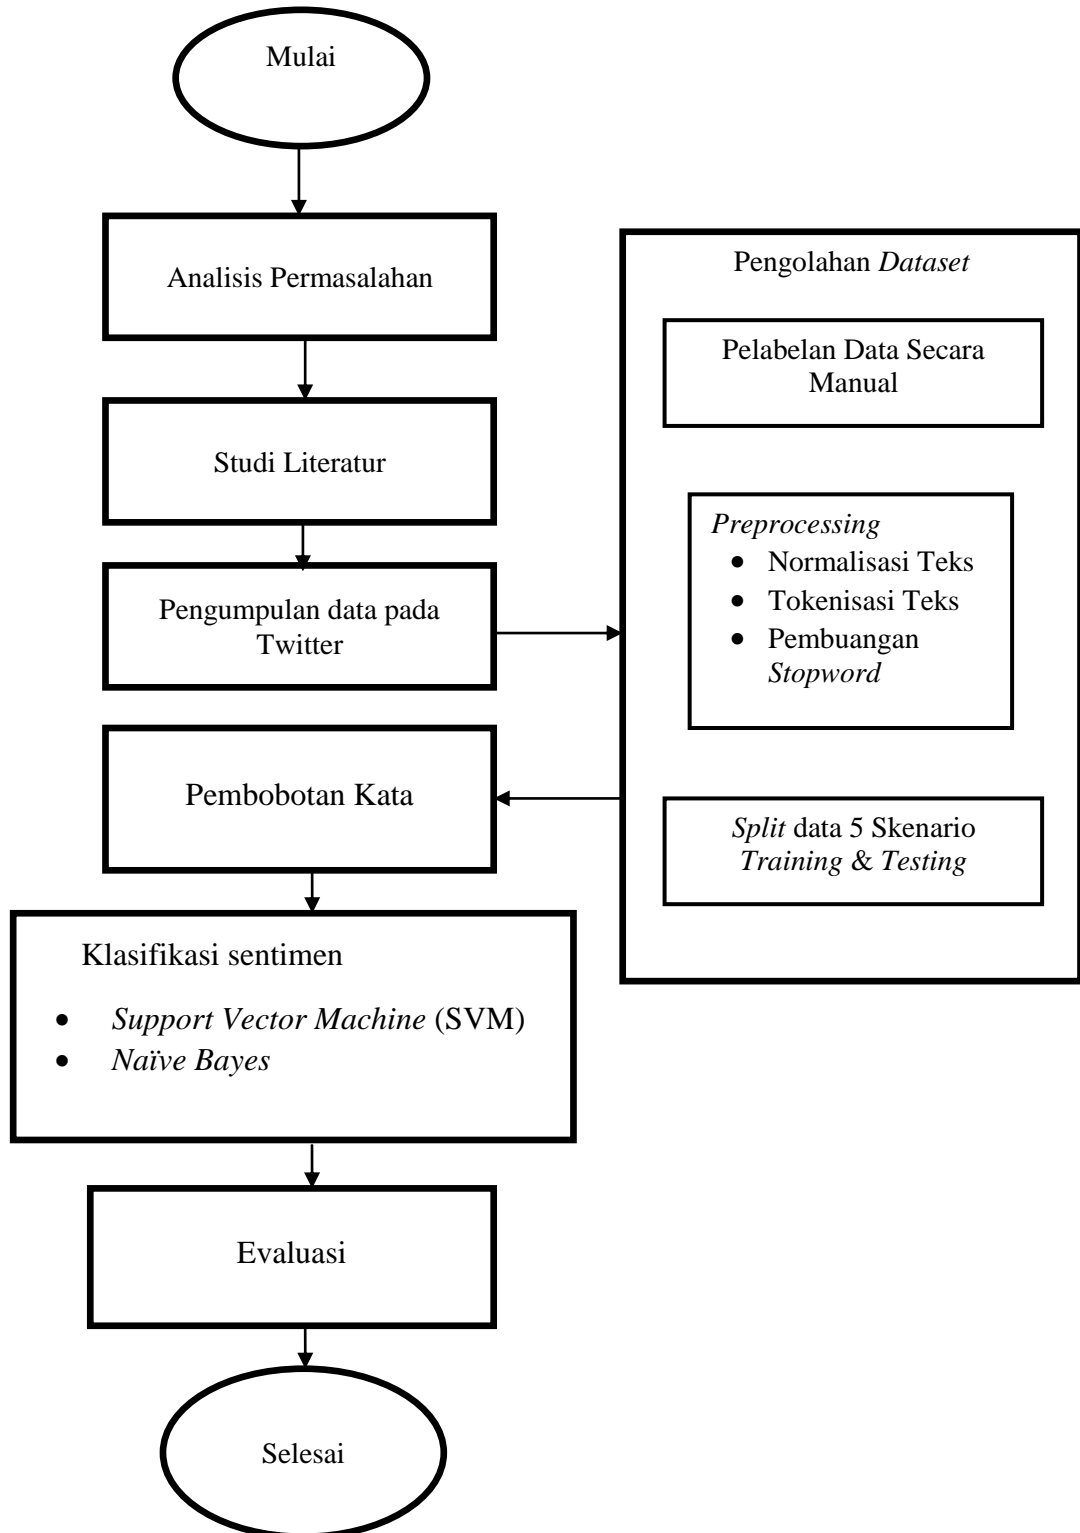 Mulai
Analisis Permasalahan
Studi Literatur
Pengumpulan data pada
Twitter
Pengolahan Dataset
Pelabelan Data Secara
Manual
Preprocessing
• Normalisasi Teks
• Tokenisasi Teks
• Pembuangan
Stopword
Split data 5 Skenario
Training & Testing
Pembobotan Kata
Klasifikasi sentimen
• Support Vector Machine (SVM)
• Naïve Bayes
Evaluasi
Selesai